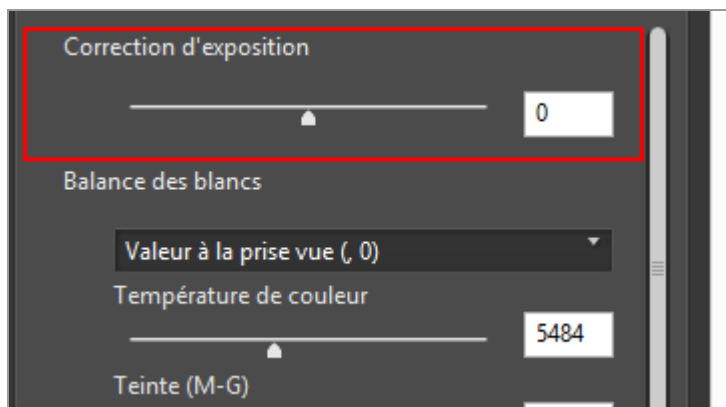 Correction d'exposition
0
Balance des blancs
Valeur à la prise vue (, 0)
Température de couleur
5484
Teinte (M-G)